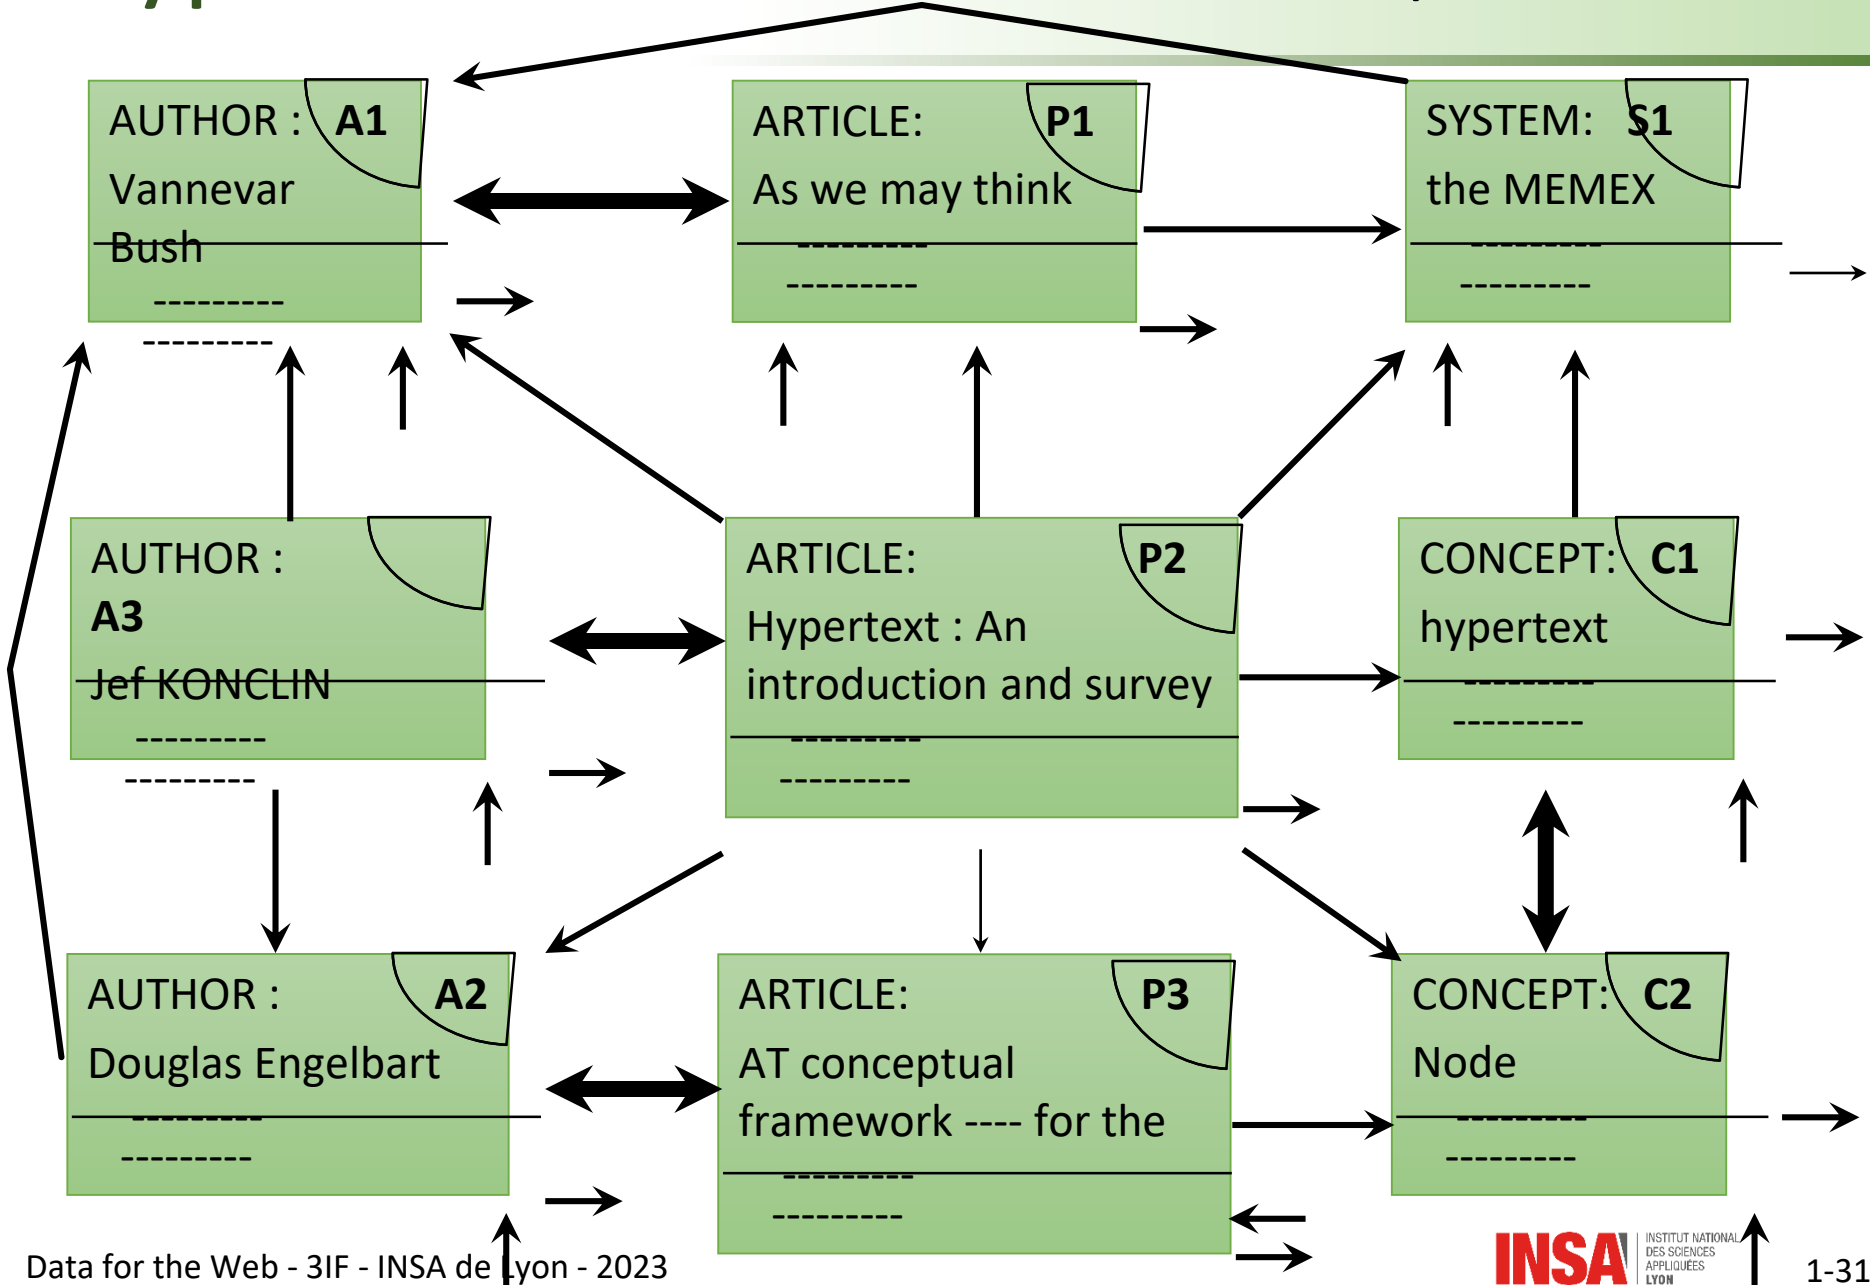 AUTHOR : A1
Vannevar
Bush
---------
---------
ARTICLE: P1
As we may think
---------
---------
SYSTEM: S1
the MEMEX
---------
---------
AUTHOR :
A3
Jef KONCLIN
---------
---------
ARTICLE: P2
Hypertext : An
introduction and survey
---------
---------
CONCEPT: C1
hypertext
---------
---------
AUTHOR : A2
Douglas Engelbart
---------
---------
ARTICLE: P3
AT conceptual
framework ---- for the
---------
---------
CONCEPT: C2
Node
---------
---------
Data for the Web - 3IF - INSA de Lyon - 2023
INSA
INSTITUT NATIONAL
DES SCIENCES
APPLIQUÉES
LYON
1-31